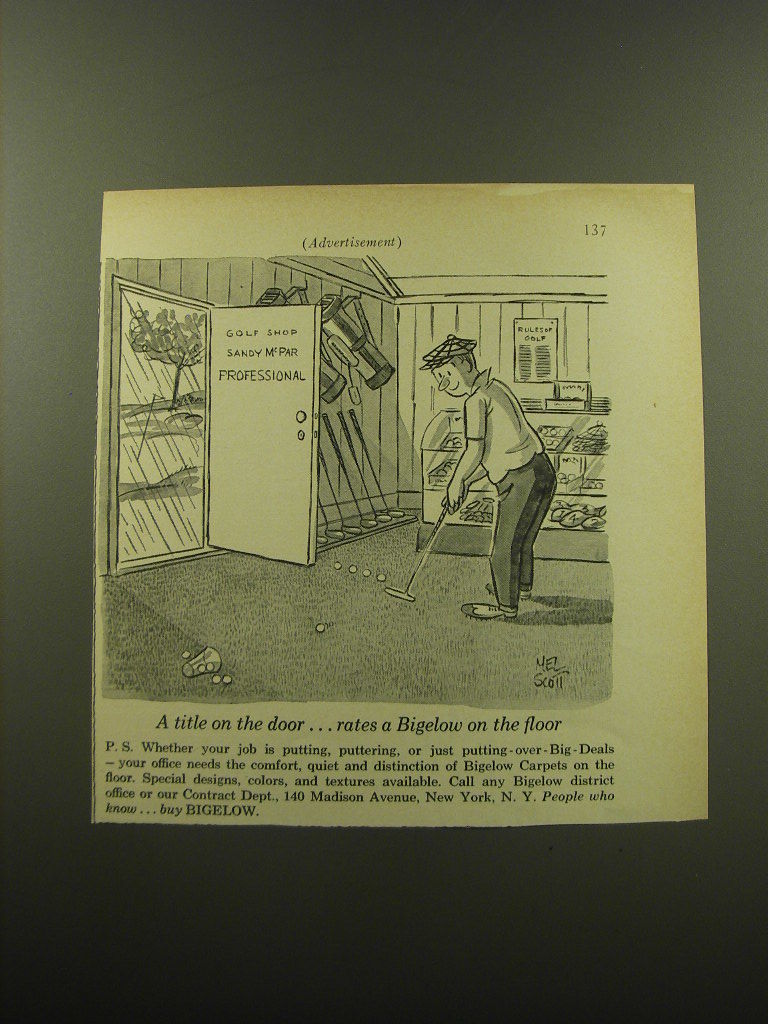 137
(Advertisement)
GOLF SHOP
SANDY McPAR
PROFESSIONAL
RULES OF
GOLF
MEL
SCOTT
A title on the door . . . rates a Bigelow on the floor
P. S. Whether your job is putting, puttering, or just putting-over-Big-Deals
– your office needs the comfort, quiet and distinction of Bigelow Carpets on the
floor. Special designs, colors, and textures available. Call any Bigelow district
office or our Contract Dept., 140 Madison Avenue, New York, N. Y. People who
know . . . buy BIGELOW.